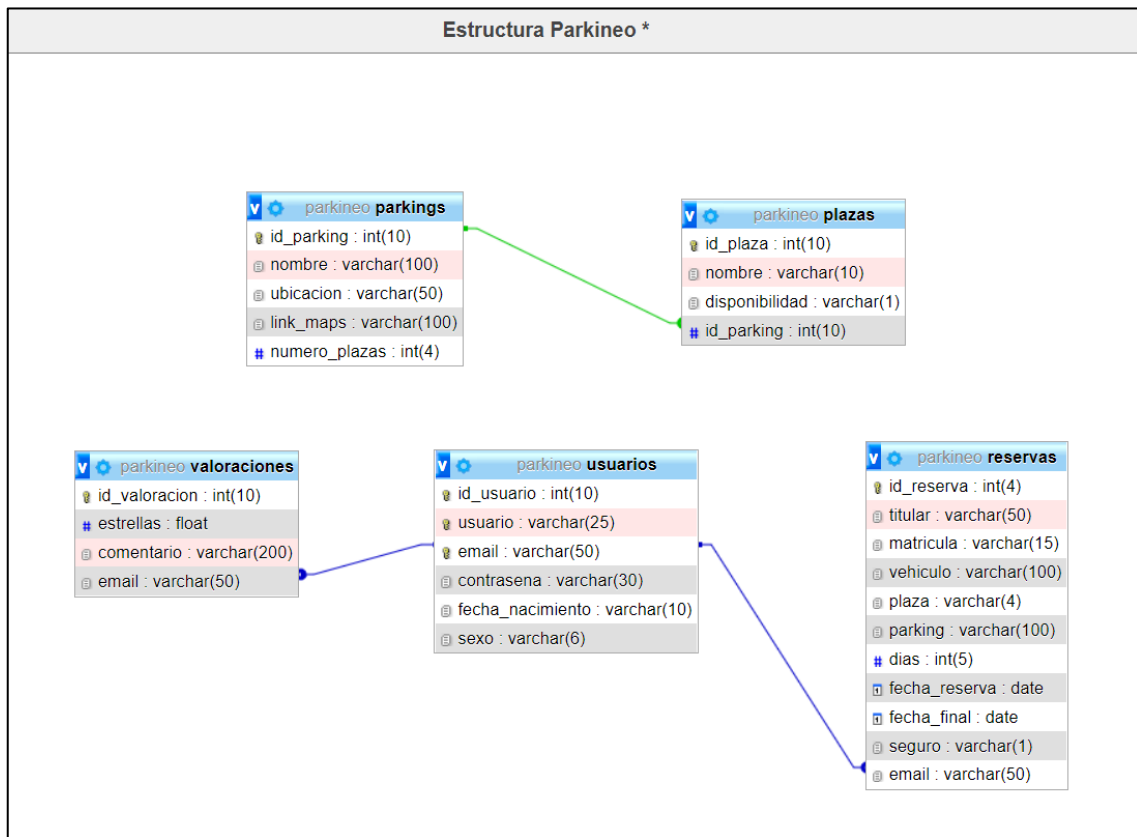 Estructura Parkineo *
parkineo parkings
id_parking : int(10)
nombre : varchar(100)
ubicacion : varchar(50)
link_maps : varchar(100)
numero_plazas : int(4)
parkineo plazas
id_plaza : int(10)
nombre : varchar(10)
disponibilidad : varchar(1)
id_parking : int(10)
parkineo valoraciones
id_valoracion : int(10)
estrellas : float
comentario : varchar(200)
email : varchar(50)
parkineo usuarios
id_usuario : int(10)
usuario : varchar(25)
email : varchar(50)
contrasena : varchar(30)
fecha_nacimiento : varchar(10)
sexo : varchar(6)
parkineo reservas
id_reserva : int(4)
titular : varchar(50)
matricula : varchar(15)
vehiculo : varchar(100)
plaza : varchar(4)
parking : varchar(100)
dias : int(5)
fecha_reserva : date
fecha_final : date
seguro : varchar(1)
email : varchar(50)